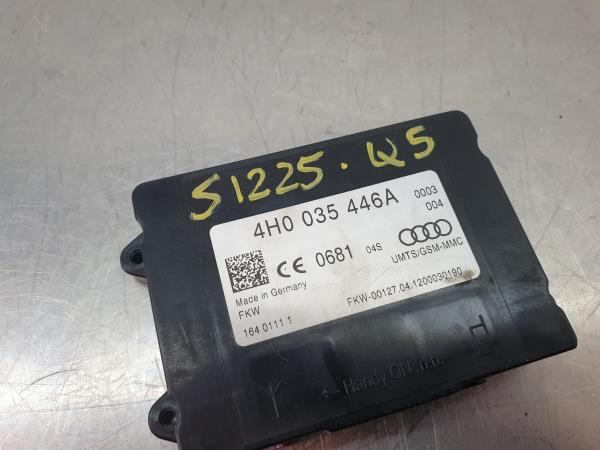 S1225. Q5
4H0 035 446A 0003
004
CE 0681 04S
UMTS/GSM-MMC
Made in Germany
FKW
164 0111 1
FKW-00127.04.1200030190
Handy ON n.b.